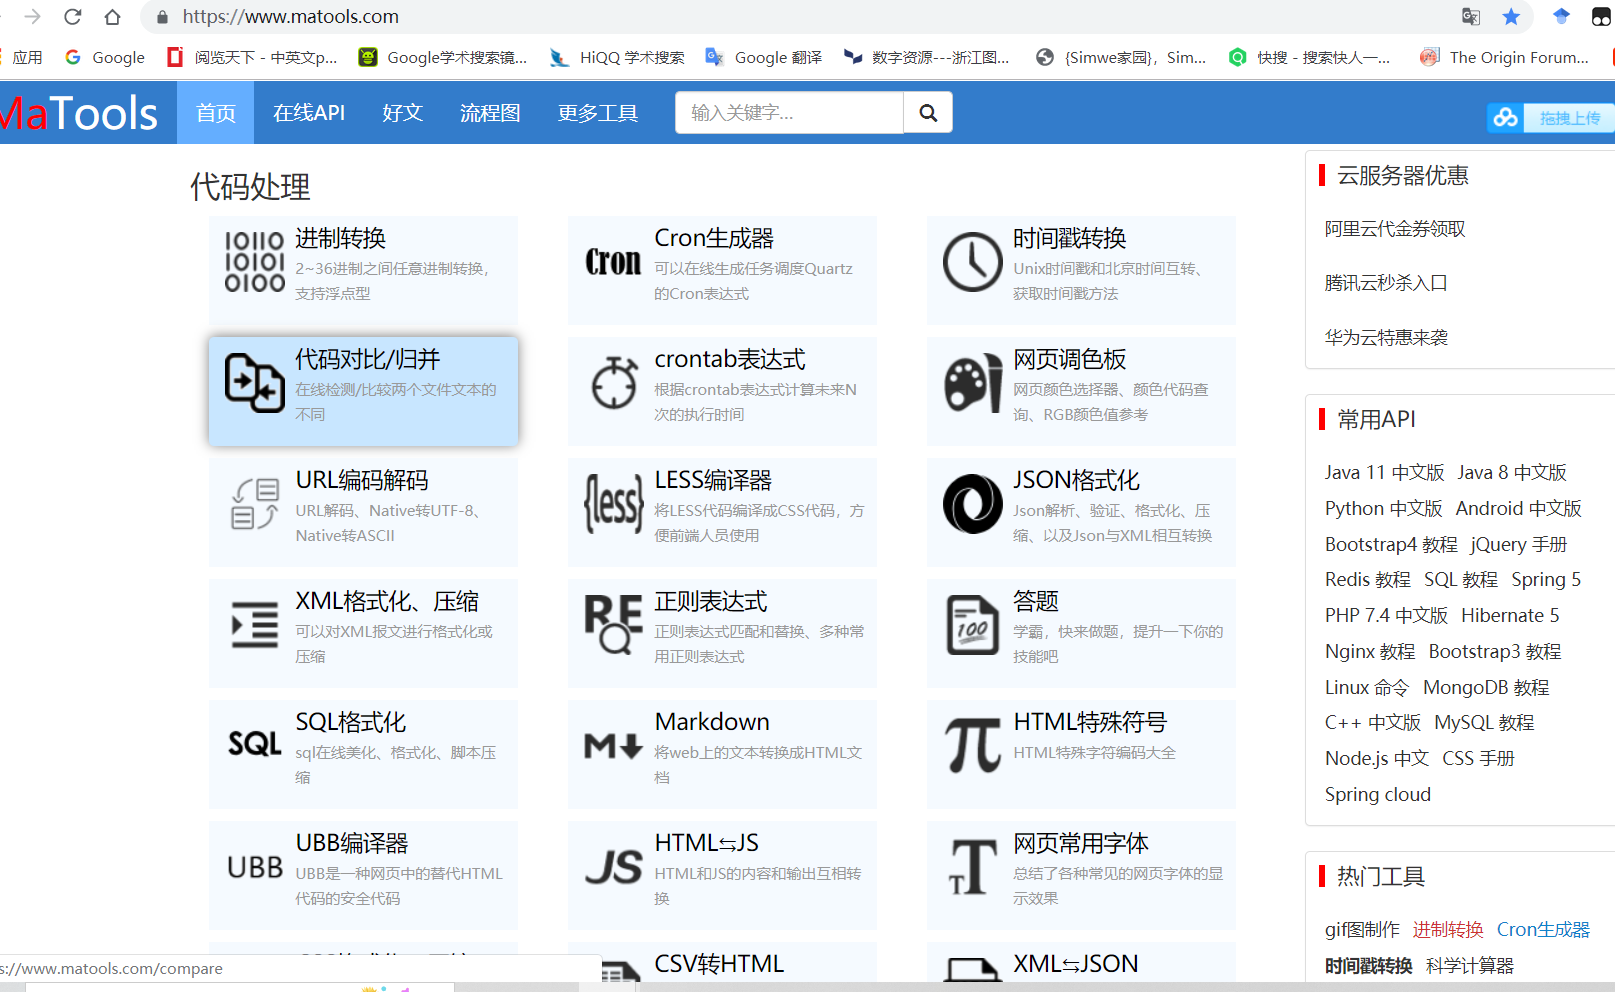 https://www.matools.com
应用 Google 阅览天下 - 中英文p... Google学术搜索镜... HiQQ 学术搜索 Google 翻译 数字资源---浙江图... {Simwe家园}，Sim... 快搜 - 搜索快人一... The Origin Forum...
MaTools 首页 在线API 好文 流程图 更多工具 输入关键字... 拖拽上传
代码处理
10110
10101
0100
进制转换
2~36进制之间任意进制转换，
支持浮点型
Cron
Cron生成器
可以在线生成任务调度Quartz
的Cron表达式
时间戳转换
Unix时间戳和北京时间互转、
获取时间戳方法
代码对比/归并
在线检测/比较两个文件文本的
不同
crontab表达式
根据crontab表达式计算未来N
次的执行时间
网页调色板
网页颜色选择器、颜色代码查
询、RGB颜色值参考
URL编码解码
URL解码、Native转UTF-8、
Native转ASCII
{less}
LESS编译器
将LESS代码编译成CSS代码，方
便前端人员使用
JSON格式化
Json解析、验证、格式化、压
缩、以及Json与XML相互转换
XML格式化、压缩
可以对XML报文进行格式化或
压缩
RE
正则表达式
正则表达式匹配和替换、多种常
用正则表达式
100
答题
学霸，快来做题，提升一下你的
技能吧
SQL
SQL格式化
sql在线美化、格式化、脚本压
缩
M
Markdown
将web上的文本转换成HTML文
档
π
HTML特殊符号
HTML特殊字符编码大全
UBB
UBB编译器
UBB是一种网页中的替代HTML
代码的安全代码
JS
HTML⇆JS
HTML和JS的内容和输出互相转
换
TT
网页常用字体
总结了各种常见的网页字体的显
示效果
CSV转HTML
XML⇆JSON
s://www.matools.com/compare
云服务器优惠
阿里云代金券领取
腾讯云秒杀入口
华为云特惠来袭
常用API
Java 11 中文版 Java 8 中文版
Python 中文版 Android 中文版
Bootstrap4 教程 jQuery 手册
Redis 教程 SQL 教程 Spring 5
PHP 7.4 中文版 Hibernate 5
Nginx 教程 Bootstrap3 教程
Linux 命令 MongoDB 教程
C++ 中文版 MySQL 教程
Node.js 中文 CSS 手册
Spring cloud
热门工具
gif图制作 进制转换 Cron生成器
时间戳转换 科学计算器